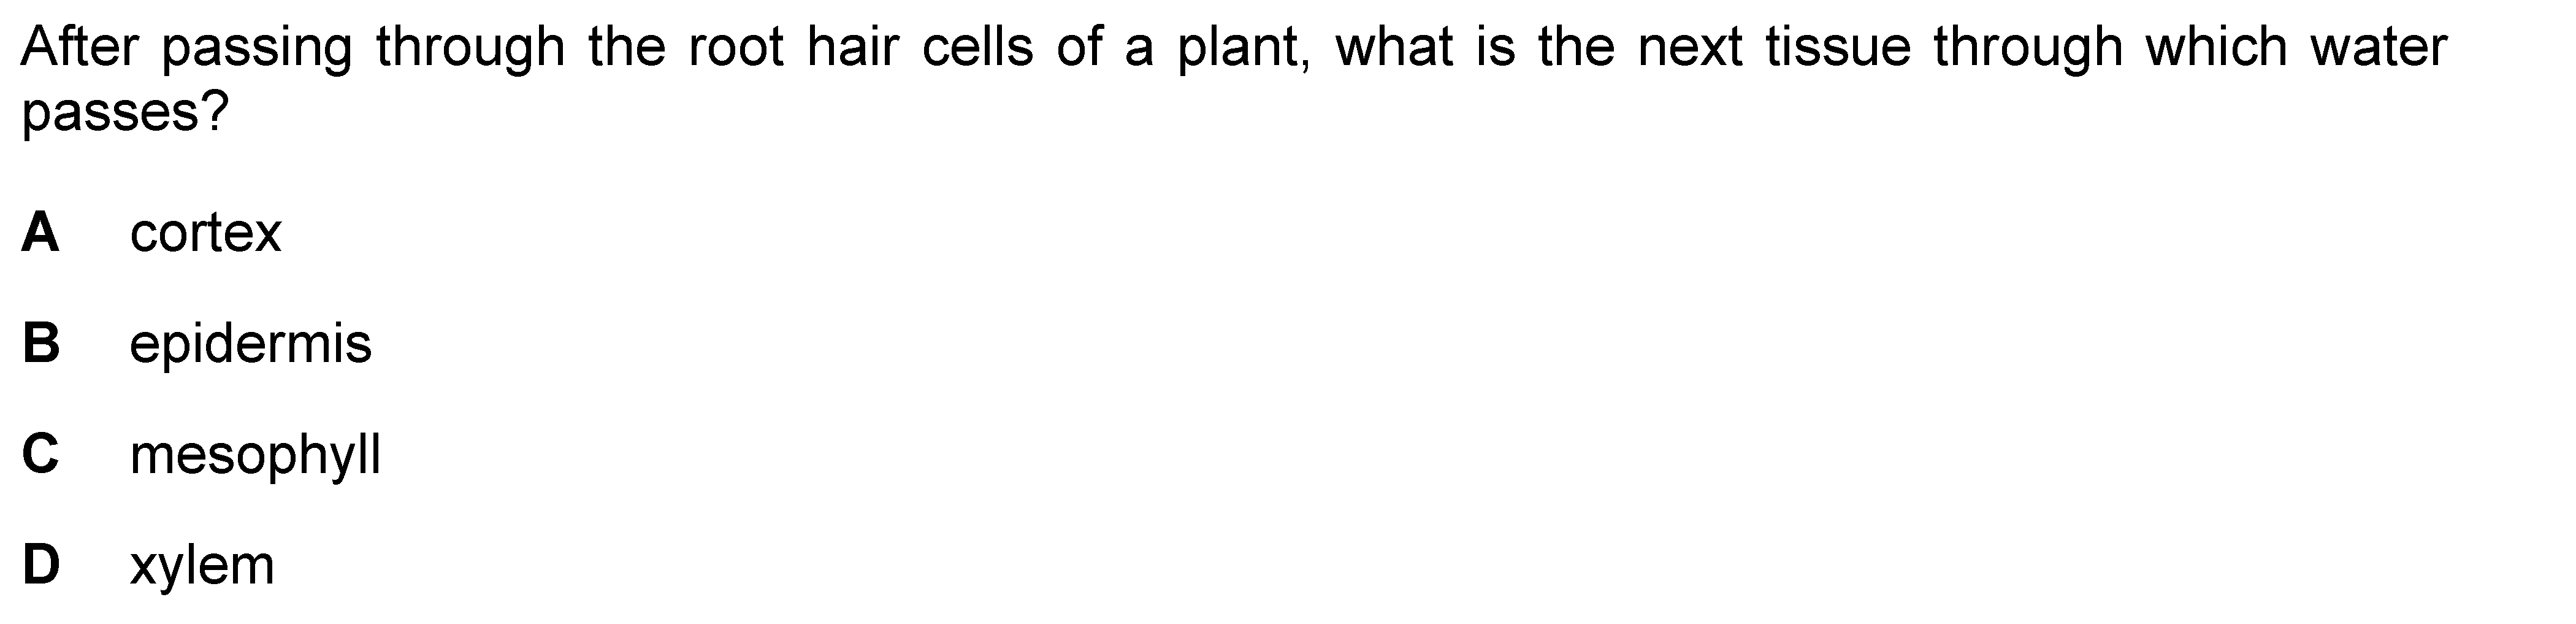 After passing through the root hair cells of a plant, what is the next tissue through which water
passes?
A cortex
B epidermis
C mesophyll
D xylem